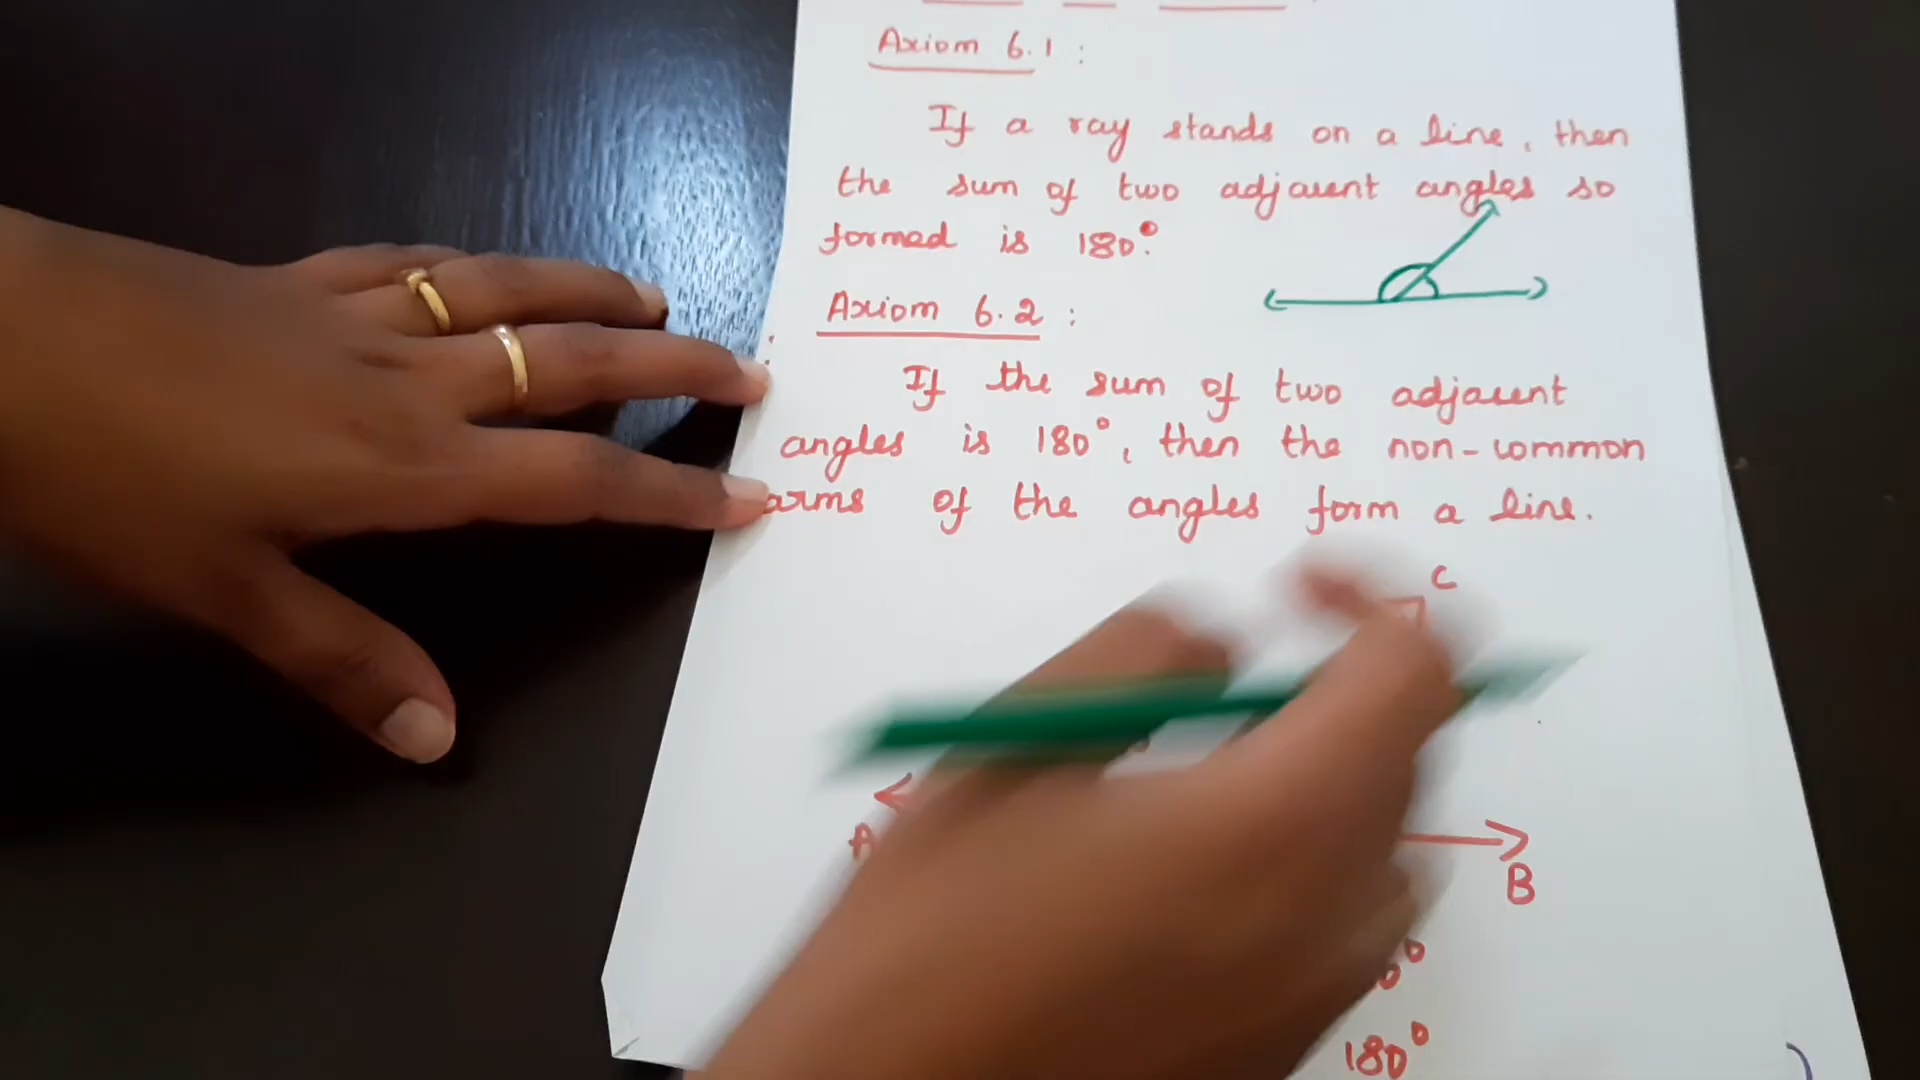 Axiom 6.1 :
If a ray stands on a line, then
the sum of two adjacent angles so
formed is 180°.
Axiom 6.2 :
If the sum of two adjacent
angles is 180°, then the non-common
arms of the angles form a line.
C
A
B
180°